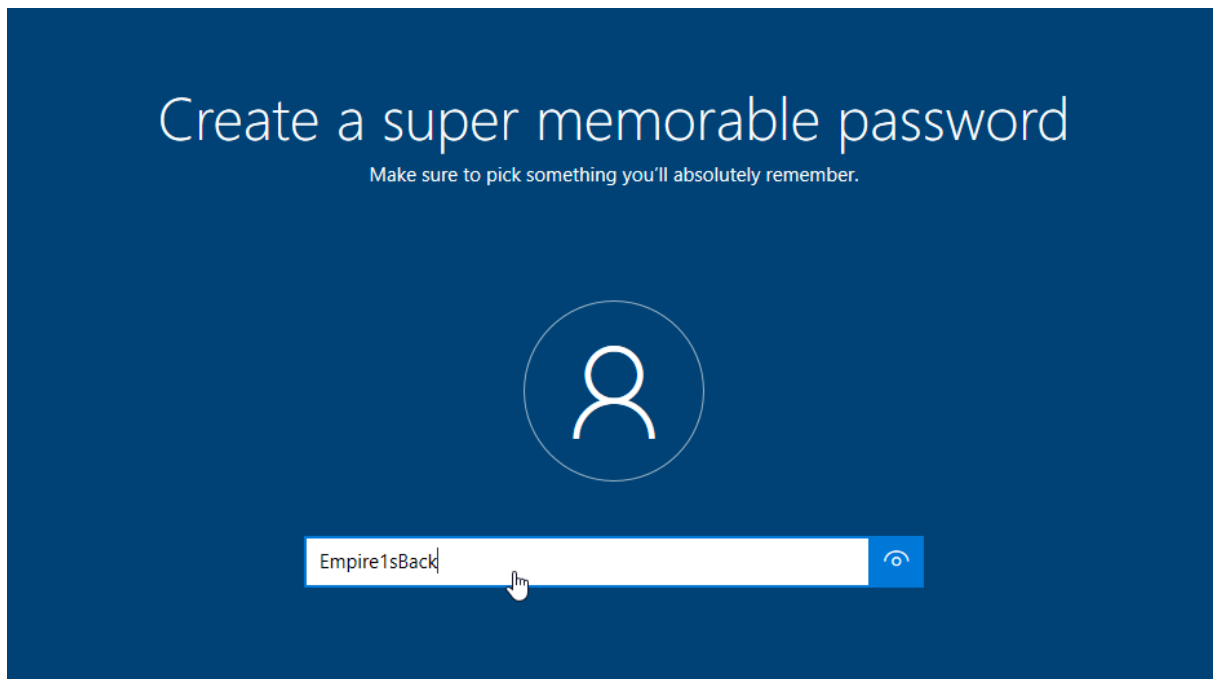 Create a super memorable password
Make sure to pick something you'll absolutely remember.
Empire1sBack